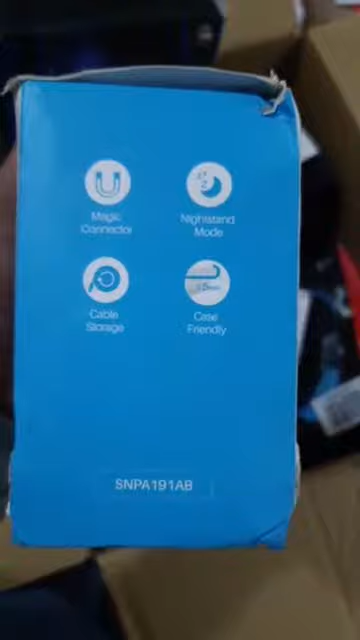 Magic
Connector
Nightstand
Mode
Cable
Storage
Case
Friendly
SNPA191AB